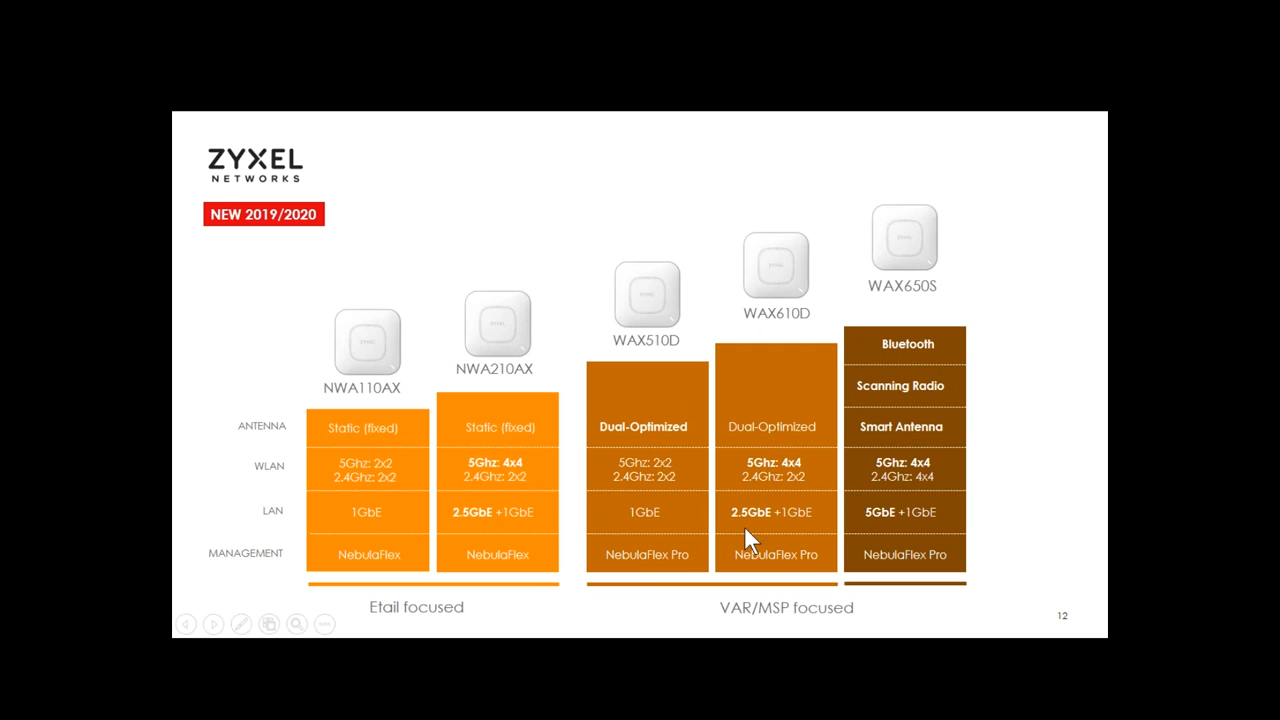 ZYXEL
NETWORKS
NEW 2019/2020
WAX650S
WAX610D
WAX510D
NWA210AX
NWA110AX
Bluetooth
Scanning Radio
ANTENNA Static (fixed) Static (fixed) Dual-Optimized Dual-Optimized Smart Antenna
WLAN 5Ghz: 2x2 5Ghz: 4x4 5Ghz: 2x2 5Ghz: 4x4 5Ghz: 4x4
2.4Ghz: 2x2 2.4Ghz: 2x2 2.4Ghz: 2x2 2.4Ghz: 2x2 2.4Ghz: 4x4
LAN 1GbE 2.5GbE +1GbE 1GbE 2.5GbE +1GbE 5GbE +1GbE
MANAGEMENT NebulaFlex NebulaFlex NebulaFlex Pro NebulaFlex Pro NebulaFlex Pro
Etail focused VAR/MSP focused
12